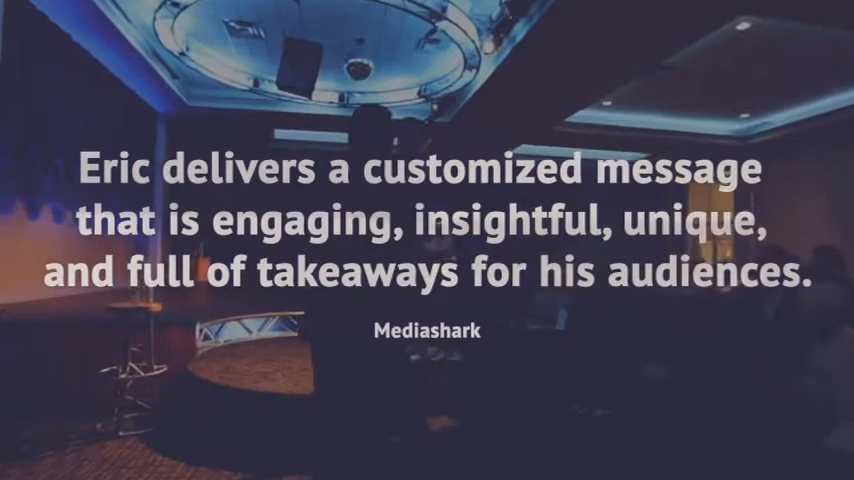 Eric delivers a customized message
that is engaging, insightful, unique,
and full of takeaways for his audiences.
Mediashark